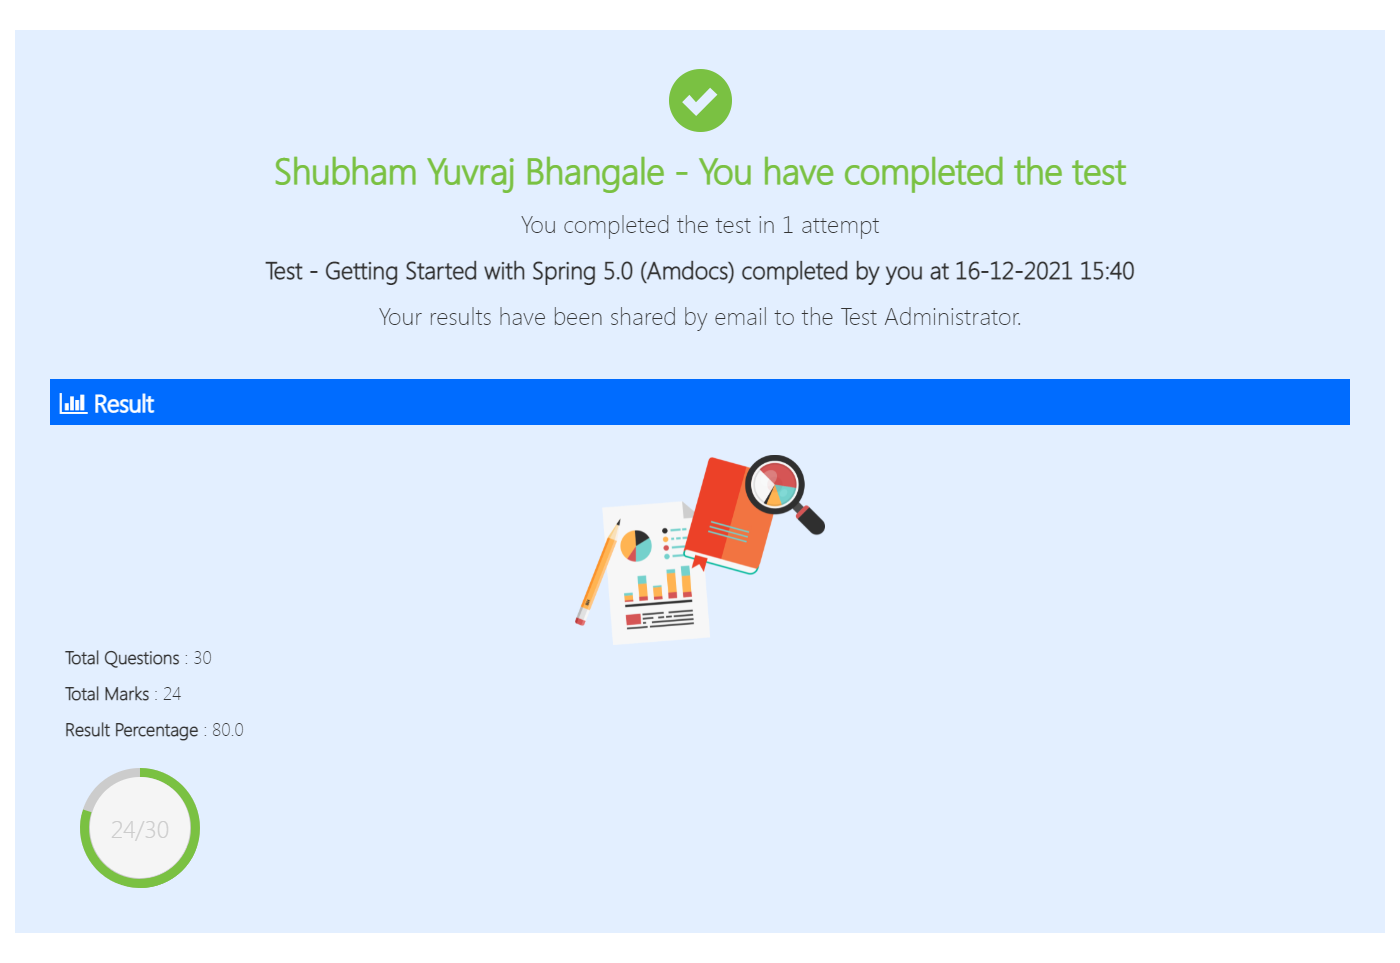 Shubham Yuvraj Bhangale - You have completed the test
You completed the test in 1 attempt
Test - Getting Started with Spring 5.0 (Amdocs) completed by you at 16-12-2021 15:40
Your results have been shared by email to the Test Administrator.
Result
Total Questions : 30
Total Marks : 24
Result Percentage : 80.0
24/30